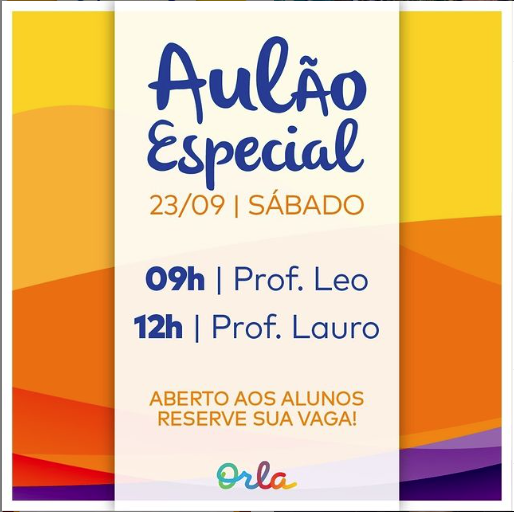 Aulão
Especial
23/09 | SÁBADO
09h | Prof. Leo
12h | Prof. Lauro
ABERTO AOS ALUNOS
RESERVE SUA VAGA!
Orla